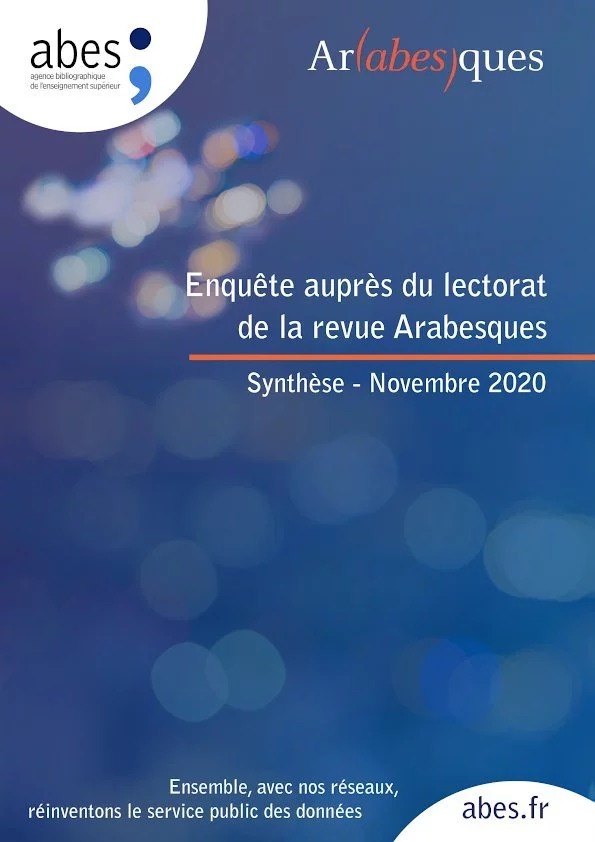 abes
agence bibliographique
de l'enseignement supérieur
Ar(abes)ques
Enquête auprès du lectorat
de la revue Arabesques
Synthèse - Novembre 2020
Ensemble, avec nos réseaux,
réinventons le service public des données
abes.fr